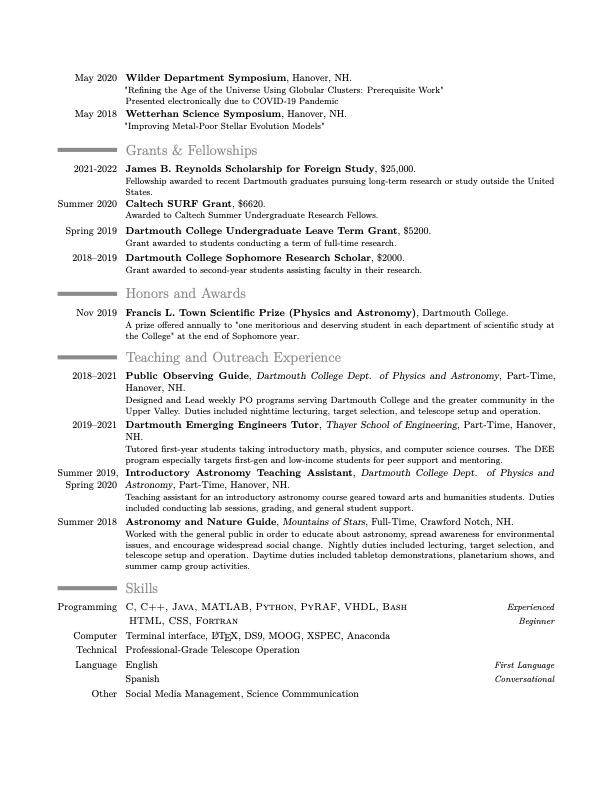 May 2020 Wilder Department Symposium, Hanover, NH.
"Refining the Age of the Universe Using Globular Clusters: Prerequisite Work"
Presented electronically due to COVID-19 Pandemic
May 2018 Wetterhan Science Symposium, Hanover, NH.
"Improving Metal-Poor Stellar Evolution Models"
Grants & Fellowships
2021-2022 James B. Reynolds Scholarship for Foreign Study, $25,000.
Fellowship awarded to recent Dartmouth graduates pursuing long-term research or study outside the United
States.
Summer 2020 Caltech SURF Grant, $6620.
Awarded to Caltech Summer Undergraduate Research Fellows.
Spring 2019 Dartmouth College Undergraduate Leave Term Grant, $5200.
Grant awarded to students conducting a term of full-time research.
2018–2019 Dartmouth College Sophomore Research Scholar, $2000.
Grant awarded to second-year students assisting faculty in their research.
Honors and Awards
Nov 2019 Francis L. Town Scientific Prize (Physics and Astronomy), Dartmouth College.
A prize offered annually to "one meritorious and deserving student in each department of scientific study at
the College" at the end of Sophomore year.
Teaching and Outreach Experience
2018–2021 Public Observing Guide, Dartmouth College Dept. of Physics and Astronomy, Part-Time,
Hanover, NH.
Designed and Lead weekly PO programs serving Dartmouth College and the greater community in the
Upper Valley. Duties included nighttime lecturing, target selection, and telescope setup and operation.
2019–2021 Dartmouth Emerging Engineers Tutor, Thayer School of Engineering, Part-Time, Hanover,
NH.
Tutored first-year students taking introductory math, physics, and computer science courses. The DEE
program especially targets first-gen and low-income students for peer support and mentoring.
Summer 2019, Introductory Astronomy Teaching Assistant, Dartmouth College Dept. of Physics and
Spring 2020 Astronomy, Part-Time, Hanover, NH.
Teaching assistant for an introductory astronomy course geared toward arts and humanities students. Duties
included conducting lab sessions, grading, and general student support.
Summer 2018 Astronomy and Nature Guide, Mountains of Stars, Full-Time, Crawford Notch, NH.
Worked with the general public in order to educate about astronomy, spread awareness for environmental
issues, and encourage widespread social change. Nightly duties included lecturing, target selection, and
telescope setup and operation. Daytime duties included tabletop demonstrations, planetarium shows, and
summer camp group activities.
Skills
Programming C, C++, Java, MATLAB, Python, PyRAF, VHDL, Bash Experienced
HTML, CSS, Fortran Beginner
Computer Terminal interface, LATEX, DS9, MOOG, XSPEC, Anaconda
Technical Professional-Grade Telescope Operation
Language English First Language
Spanish Conversational
Other Social Media Management, Science Commmunication